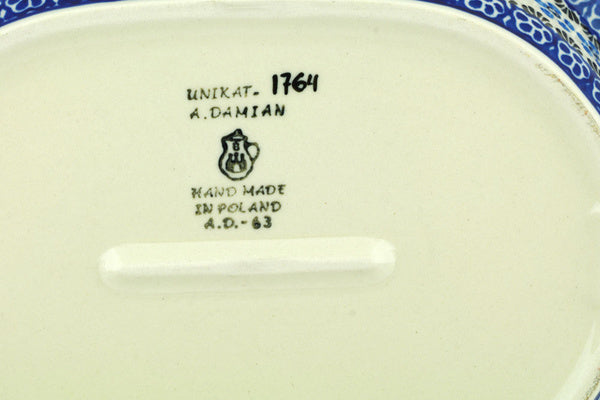 UNIKAT- 1764
A.DAMIAN
HAND MADE
IN POLAND
A.D.-63